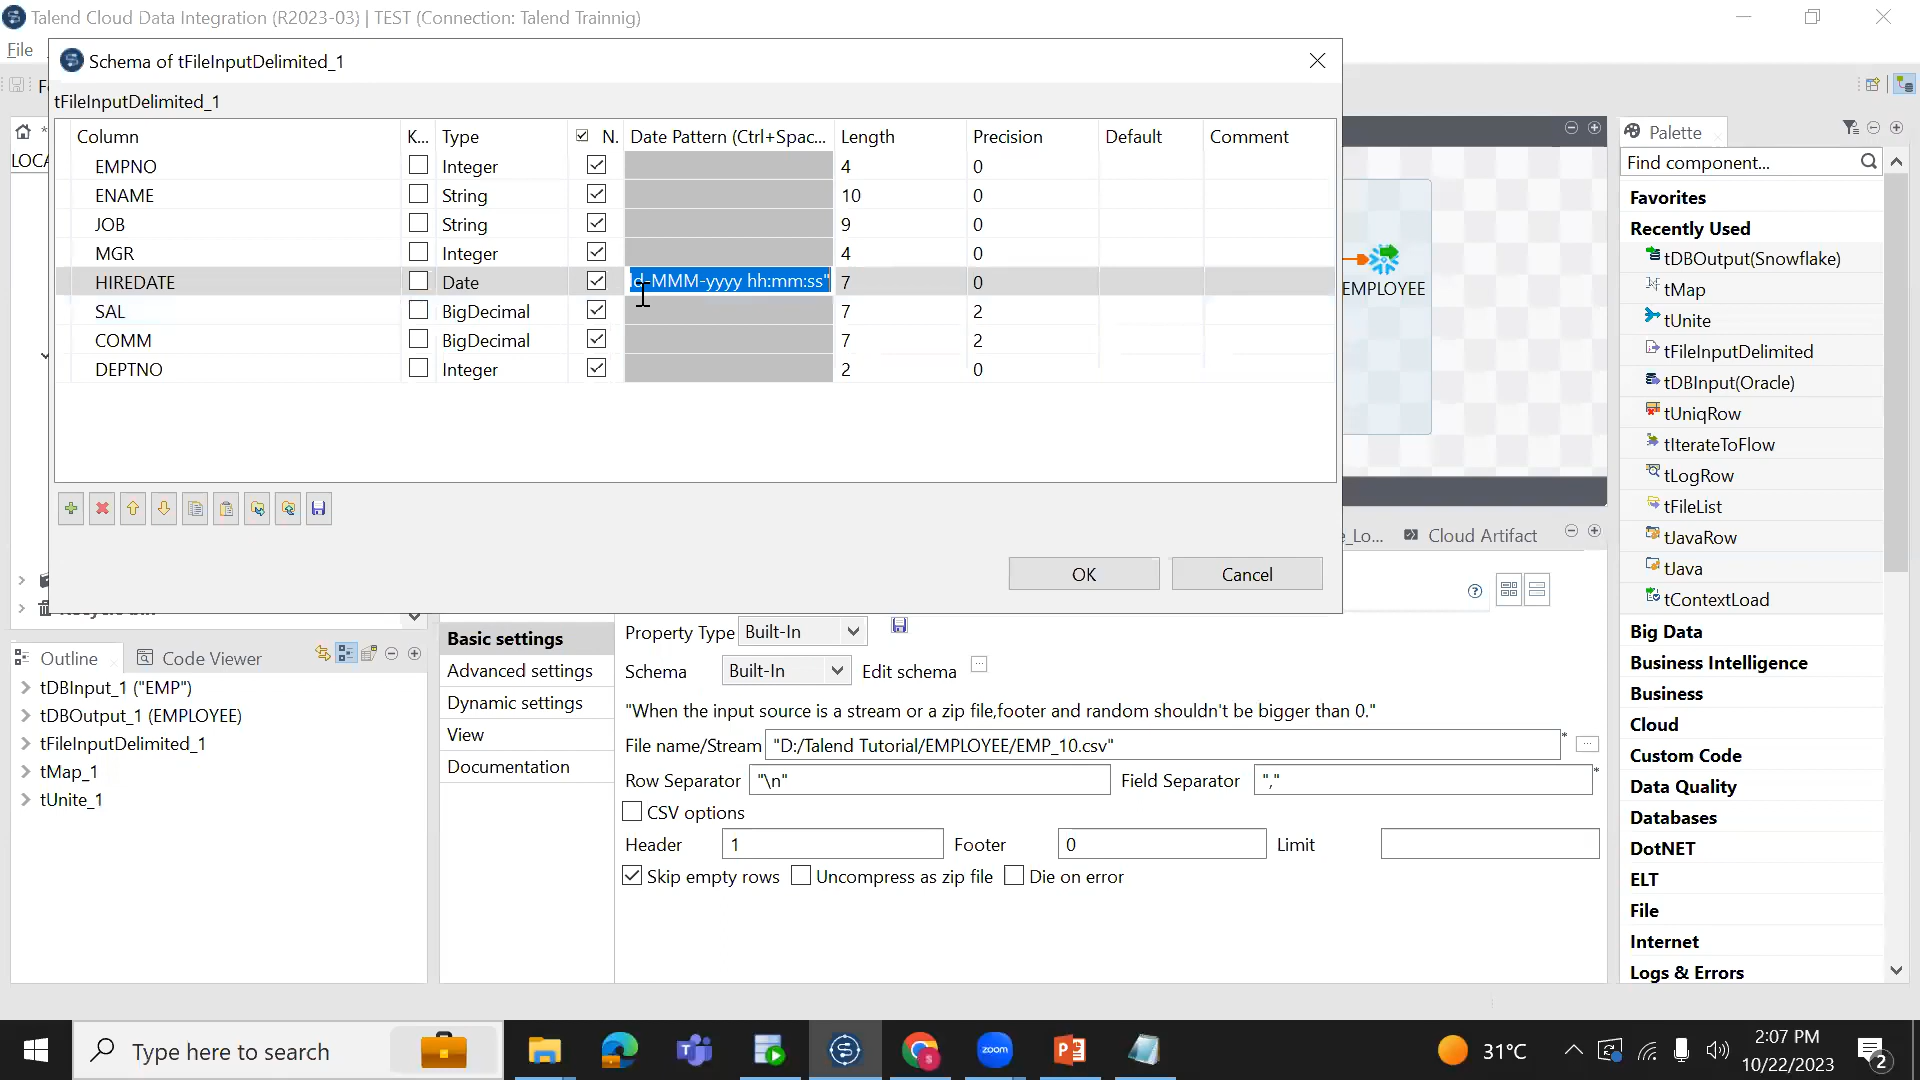 Talend Cloud Data Integration (R2023-03) | TEST (Connection: Talend Trainnig)
File
Schema of tFileInputDelimited_1
tFileInputDelimited_1
Column K... Type N. Date Pattern (Ctrl+Spac... Length Precision Default Comment
EMPNO Integer 4 0
ENAME String 10 0
JOB String 9 0
MGR Integer 4 0
HIREDATE Date d-MMM-yyyy hh:mm:ss" 7 0
SAL BigDecimal 7 2
COMM BigDecimal 7 2
DEPTNO Integer 2 0
OK Cancel
LOCA
EMPLOYEE
e_Lo... Cloud Artifact
Outline Code Viewer
tDBInput_1 ("EMP")
tDBOutput_1 (EMPLOYEE)
tFileInputDelimited_1
tMap_1
tUnite_1
Basic settings
Advanced settings
Dynamic settings
View
Documentation
Property Type Built-In
Schema Built-In Edit schema
"When the input source is a stream or a zip file,footer and random shouldn't be bigger than 0."
File name/Stream "D:/Talend Tutorial/EMPLOYEE/EMP_10.csv" *
Row Separator "\n" Field Separator "," *
CSV options
Header 1 Footer 0 Limit
Skip empty rows Uncompress as zip file Die on error
Palette
Find component...
Favorites
Recently Used
tDBOutput(Snowflake)
tMap
tUnite
tFileInputDelimited
tDBInput(Oracle)
tUniqRow
tIterateToFlow
tLogRow
tFileList
tJavaRow
tJava
tContextLoad
Big Data
Business Intelligence
Business
Cloud
Custom Code
Data Quality
Databases
DotNET
ELT
File
Internet
Logs & Errors
Type here to search
zoom
31°C
2:07 PM
10/22/2023
2